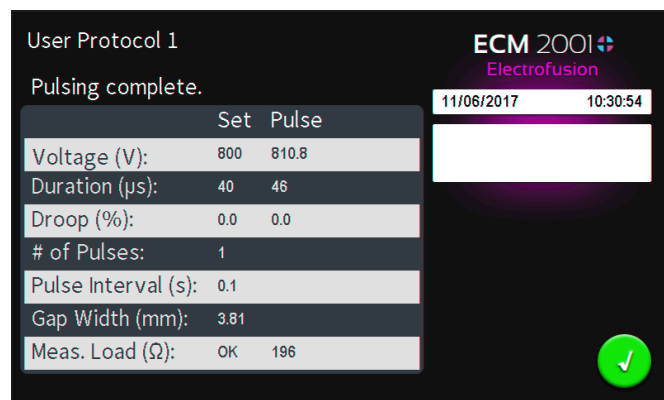 User Protocol 1
Pulsing complete.
Set Pulse
Voltage (V): 800 810.8
Duration (µs): 40 46
Droop (%): 0.0 0.0
# of Pulses: 1
Pulse Interval (s): 0.1
Gap Width (mm): 3.81
Meas. Load (Ω): OK 196
ECM 2001
Electrofusion
11/06/2017 10:30:54